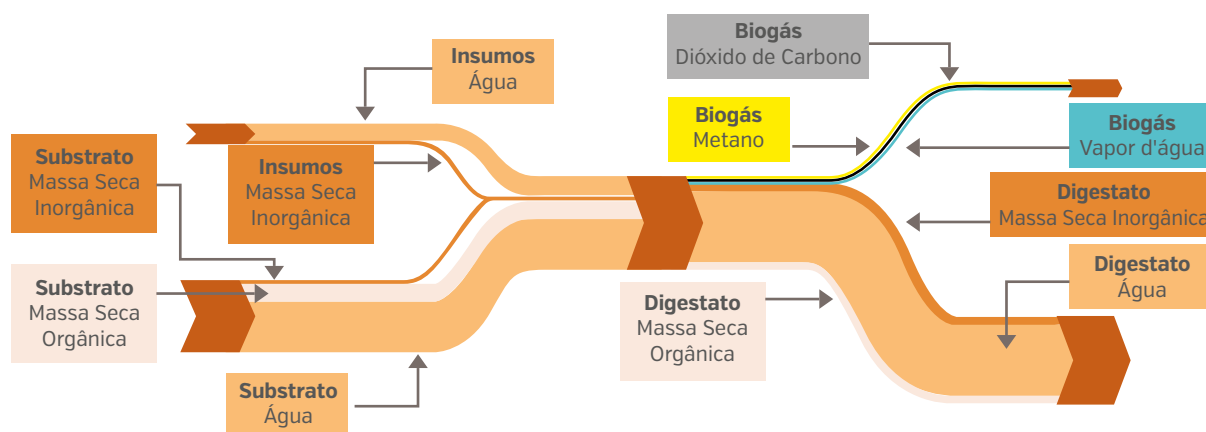 Biogás
Dióxido de Carbono
Insumos
Água
Biogás
Metano
Biogás
Vapor d'água
Substrato
Massa Seca
Inorgânica
Insumos
Massa Seca
Inorgânica
Digestato
Massa Seca Inorgânica
Substrato
Massa Seca
Orgânica
Digestato
Massa Seca
Orgânica
Digestato
Água
Substrato
Água